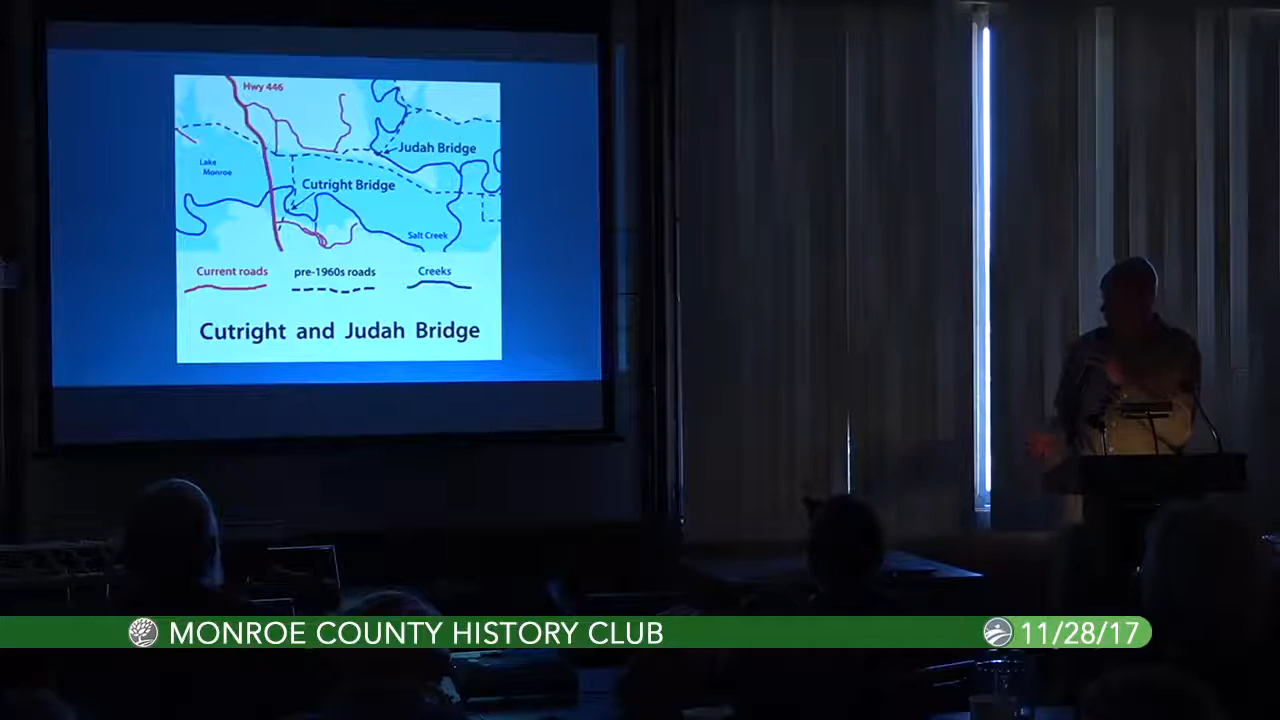 Hwy 446
Judah Bridge
Lake
Monroe
Cutright Bridge
Salt Creek
Current roads
pre-1960s roads
Creeks
Cutright and Judah Bridge
MONROE COUNTY HISTORY CLUB
11/28/17